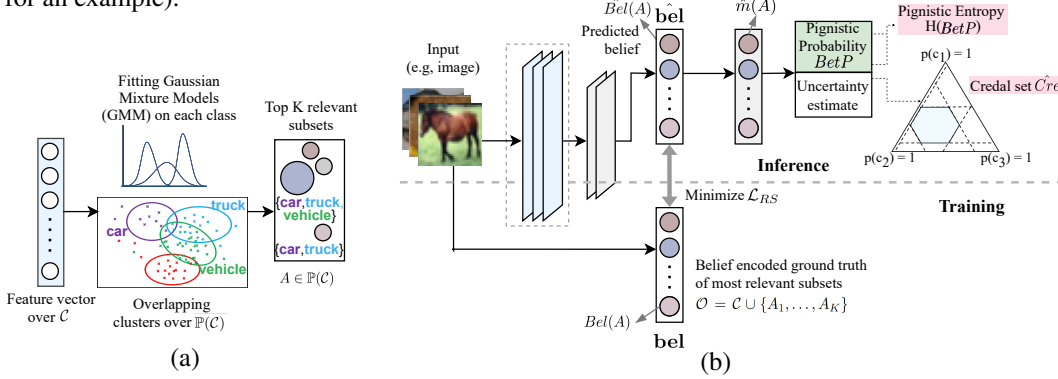 for an example).
Fitting Gaussian
Mixture Models
(GMM) on each class
Top K relevant
subsets
truck
car
vehicle
{car,truck,
vehicle}
{car,truck}
A ∈ ℙ(𝒞)
Feature vector
over 𝒞
Overlapping
clusters over ℙ(𝒞)
(a)
Input
(e.g, image)
Predicted
belief
Bel(A)
bel̂
m̂(A)
Pignistic
Probability
BetP
Uncertainty
estimate
Pignistic Entropy
H(BetP)
p(c₁) = 1
Credal set Ĉre
p(c₂) = 1
p(c₃) = 1
Inference
Minimize ℒ_RS
Training
Belief encoded ground truth
of most relevant subsets
𝒪 = 𝒞 ∪ {A₁, . . . , A_K}
Bel(A)
bel
(b)